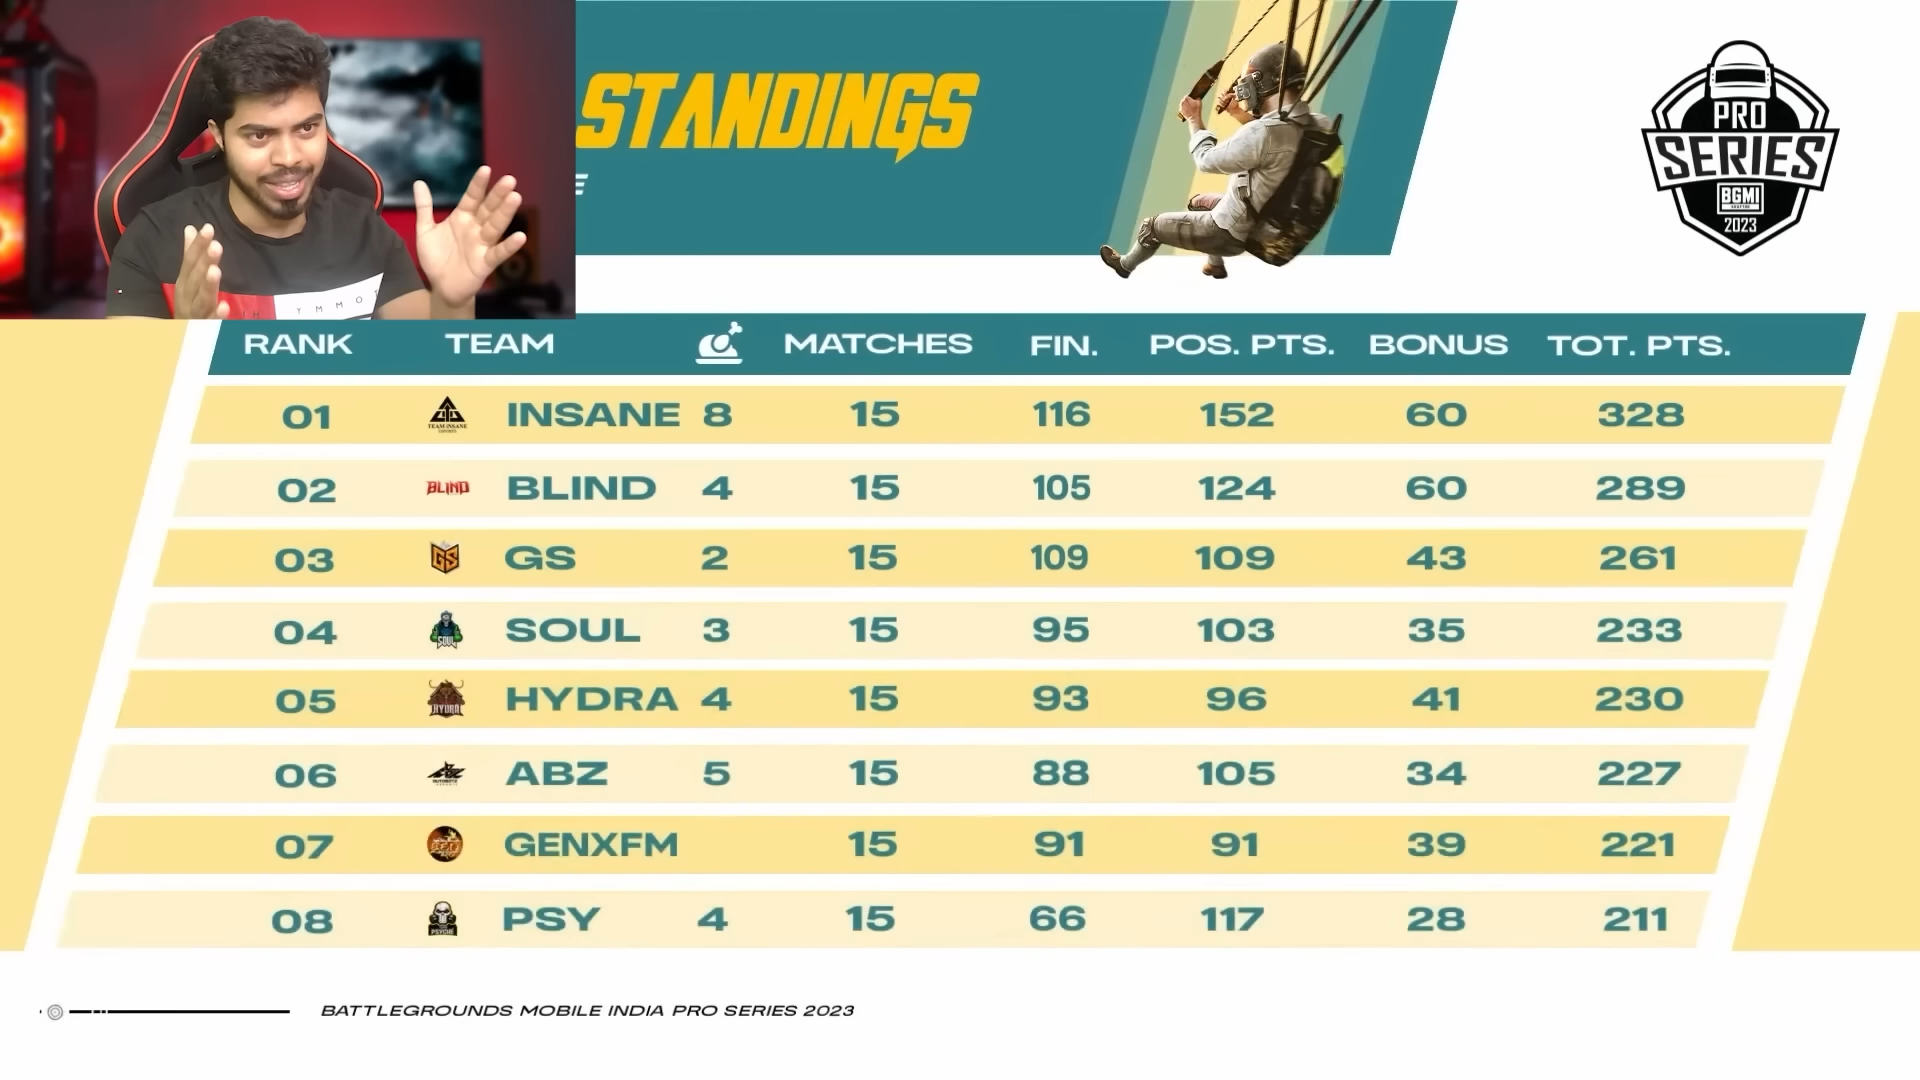 STANDINGS
E
PRO
SERIES
BGMI
2023
RANK TEAM MATCHES FIN. POS. PTS. BONUS TOT. PTS.
01 TEAM INSANE INSANE 8 15 116 152 60 328
02 BLIND BLIND 4 15 105 124 60 289
03 GS GS 2 15 109 109 43 261
04 SOUL SOUL 3 15 95 103 35 233
05 HYDRA HYDRA 4 15 93 96 41 230
06 ABZ 5 15 88 105 34 227
07 GENXFM 15 91 91 39 221
08 PSYCHE PSY 4 15 66 117 28 211
BATTLEGROUNDS MOBILE INDIA PRO SERIES 2023